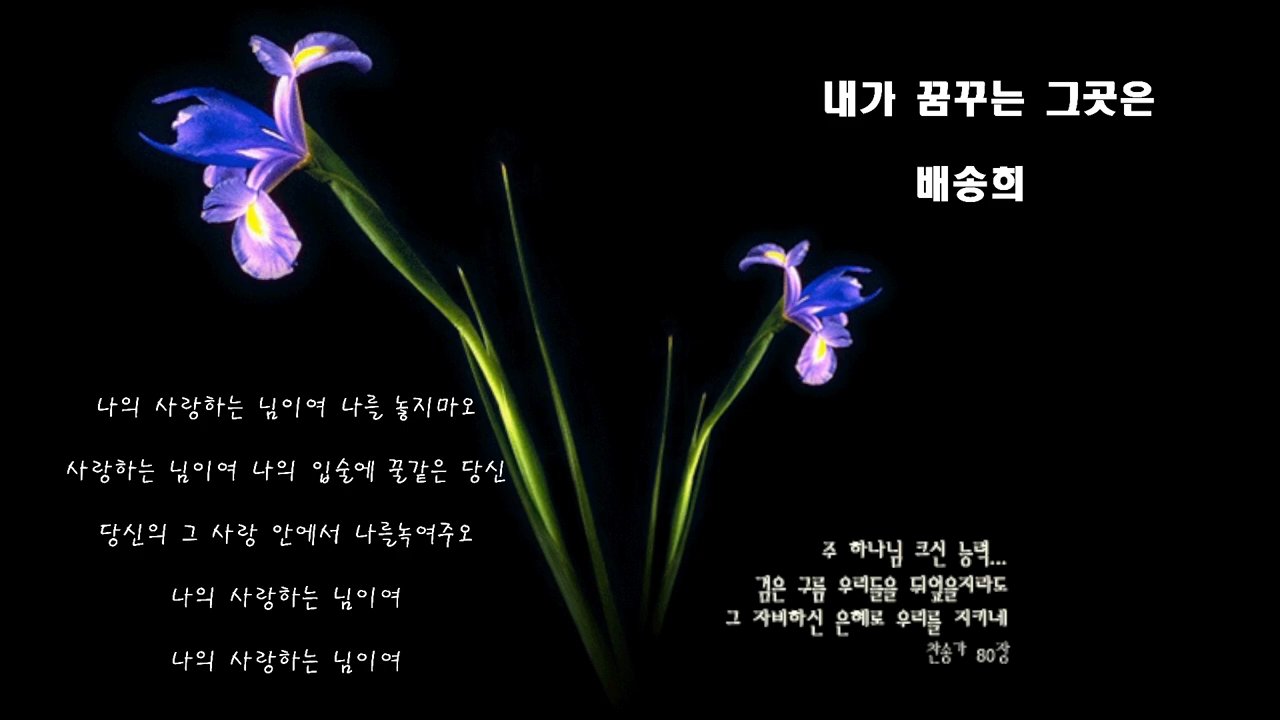 내가 꿈꾸는 그곳은
배송희
나의 사랑하는 님이여 나를 놓지마오
사랑하는 님이여 나의 입술에 꿀같은 당신
당신의 그 사랑 안에서 나를녹여주오
나의 사랑하는 님이여
나의 사랑하는 님이여
주 하나님 크신 능력...
검은 구름 우리들을 뒤엎을지라도
그 자비하신 은혜로 우리를 지키네
찬송가 80장